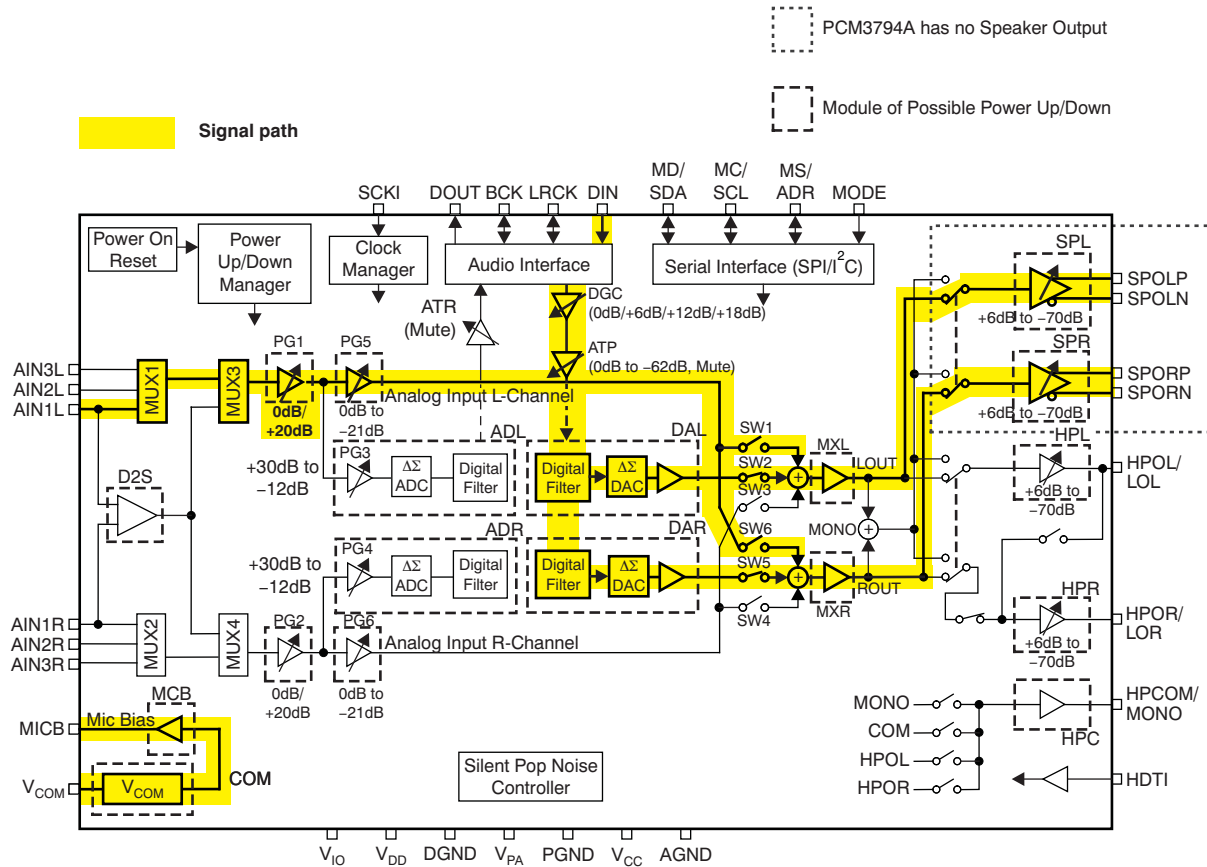 PCM3794A has no Speaker Output
Module of Possible Power Up/Down
Signal path
SCKI
DOUT
BCK
LRCK
DIN
MD/
SDA
MC/
SCL
MS/
ADR
MODE
Power On
Reset
Power
Up/Down
Manager
Clock
Manager
Audio Interface
Serial Interface (SPI/I²C)
ATR
(Mute)
DGC
(0dB/+6dB/+12dB/+18dB)
ATP
(0dB to −62dB, Mute)
SPL
+6dB to −70dB
SPOLP
SPOLN
SPR
+6dB to −70dB
SPORP
SPORN
AIN3L
AIN2L
AIN1L
MUX1
MUX3
PG1
0dB/
+20dB
PG5
0dB to
−21dB
Analog Input L-Channel
ADL
+30dB to
−12dB
PG3
ΔΣ
ADC
Digital
Filter
DAL
Digital
Filter
ΔΣ
DAC
SW1
SW2
SW3
MXL
LOUT
HPL
+6dB to
−70dB
HPOL/
LOL
D2S
ADR
+30dB to
−12dB
PG4
ΔΣ
ADC
Digital
Filter
DAR
Digital
Filter
ΔΣ
DAC
SW6
SW5
SW4
MONO
MXR
ROUT
HPR
+6dB to
−70dB
HPOR/
LOR
AIN1R
AIN2R
AIN3R
MUX2
MUX4
PG2
0dB/
+20dB
PG6
0dB to
−21dB
Analog Input R-Channel
MCB
MICB
Mic Bias
COM
VCOM
VCOM
Silent Pop Noise
Controller
MONO
COM
HPOL
HPOR
HPC
HPCOM/
MONO
HDTI
VIO
VDD
DGND
VPA
PGND
VCC
AGND